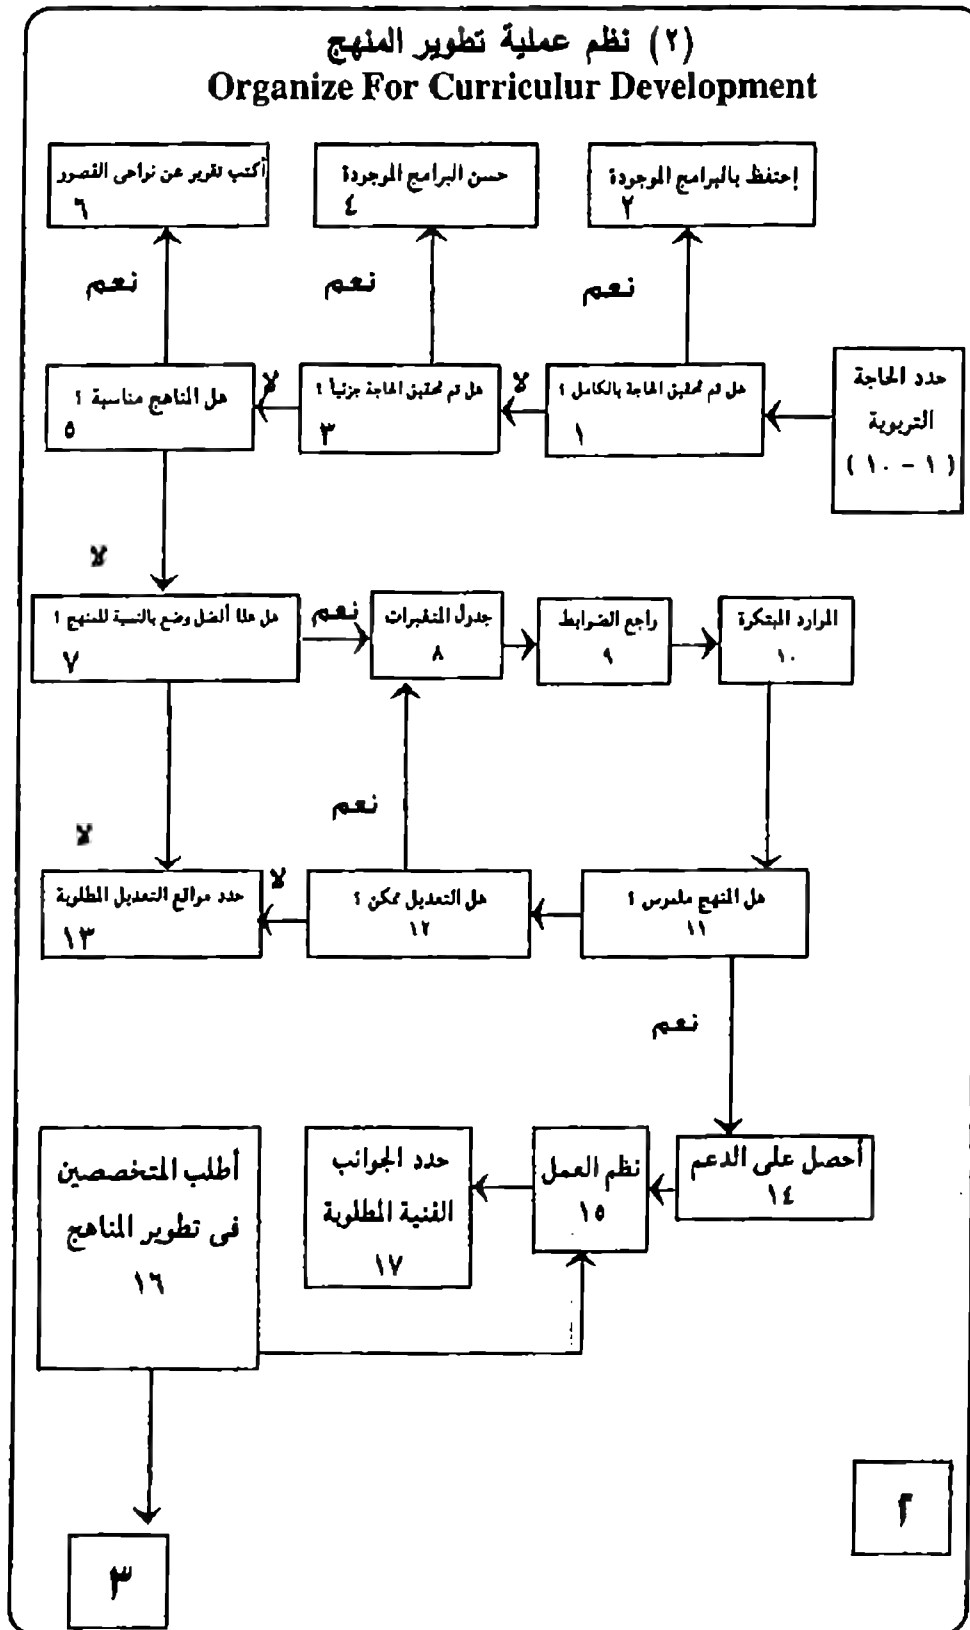 (٢) نظم عملية تطوير المنهج
Organize For Curriculur Development
إحتفظ بالبرامج الموجودة
٢
حسن البرامج الموجودة
٤
أكتب تقرير عن نواحى القصور
٦
نعم
نعم
نعم
حدد الحاجة
التربوية
(١ - ١٠)
هل تم تحقيق الحاجة بالكامل ؟
١
لا
هل تم تحقيق الحاجة جزئياً ؟
٣
لا
هل المناهج مناسبة ؟
٥
لا
هل هذا أفضل وضع بالنسبة للمنهج ؟
٧
نعم
جدول المتغيرات
٨
راجع الضوابط
٩
الموارد المبتكرة
١٠
نعم
لا
هل المنهج ملموس ؟
١١
هل التعديل ممكن ؟
١٢
لا
حدد مواقع التعديل المطلوبة
١٣
نعم
أحصل على الدعم
١٤
نظم العمل
١٥
حدد الجوانب
الفنية المطلوبة
١٧
أطلب المتخصصين
فى تطوير المناهج
١٦
٢
٣